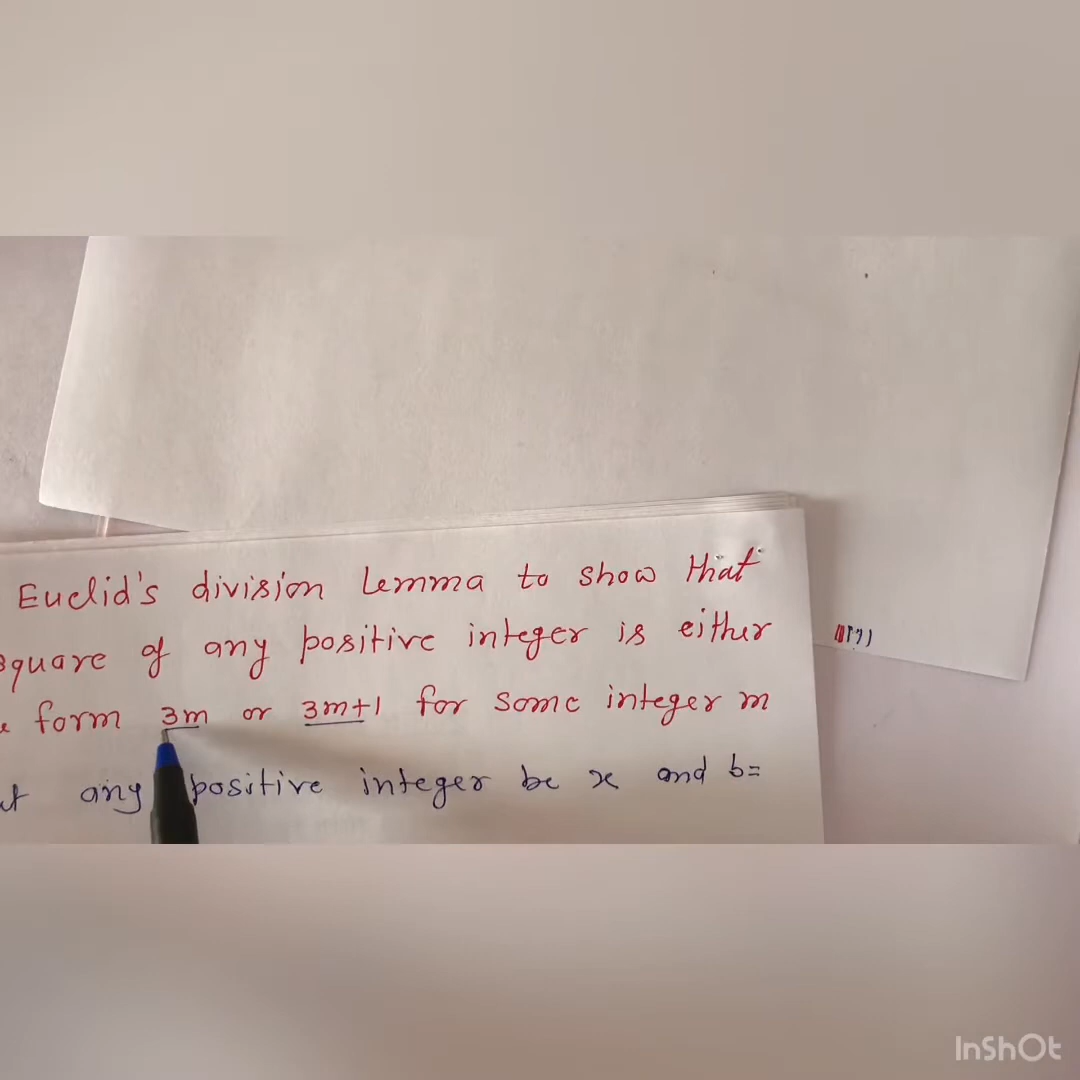 Euclid's division Lemma to show that
square of any positive integer is either
form 3m or 3m+1 for some integer m
any positive integer be x and b=
InShOt